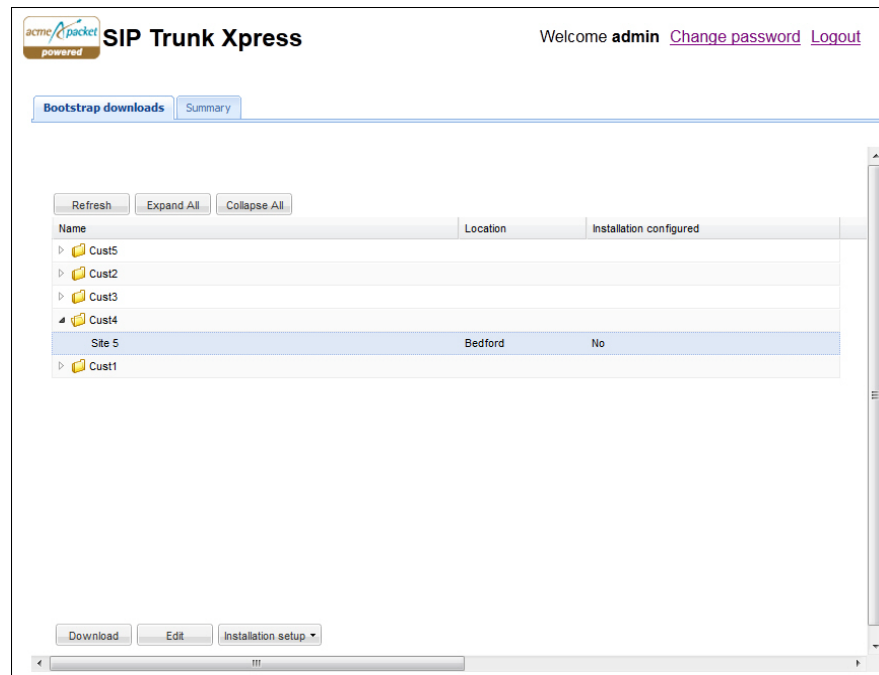 acme packet
powered
SIP Trunk Xpress
Welcome admin Change password Logout
Bootstrap downloads Summary
Refresh Expand All Collapse All
Name Location Installation configured
Cust5
Cust2
Cust3
Cust4
Site 5 Bedford No
Cust1
Download Edit Installation setup